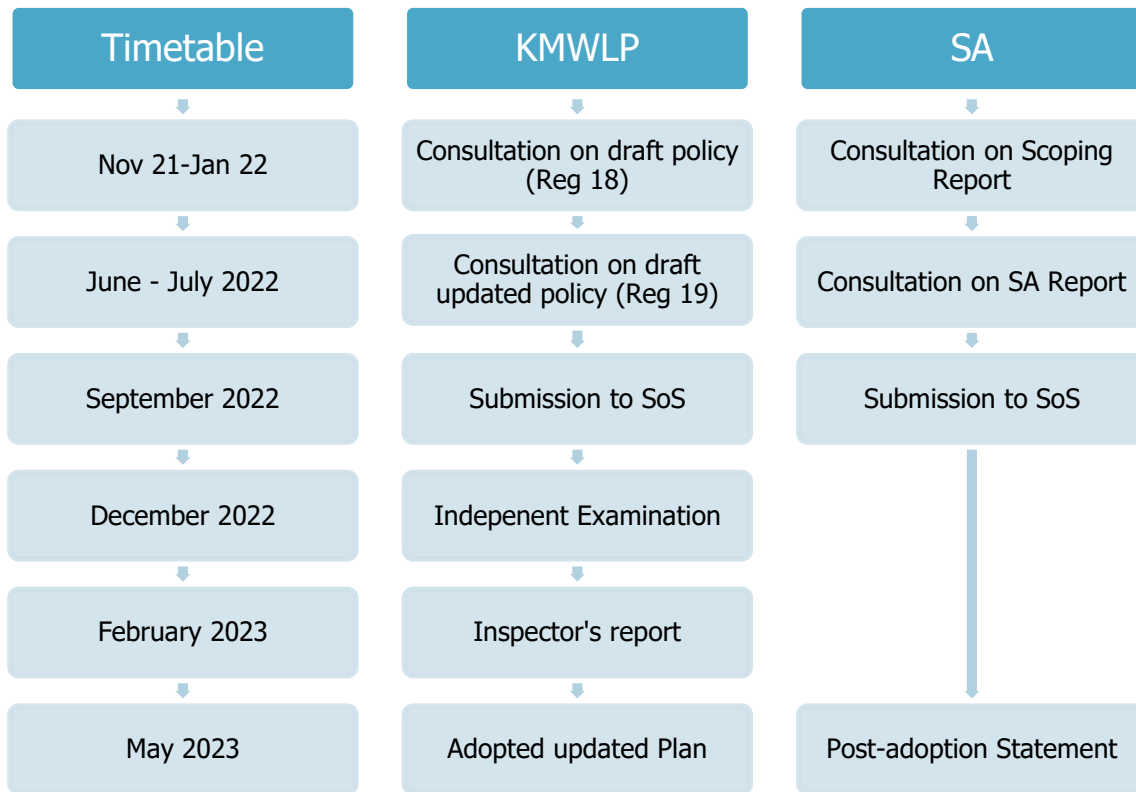 Timetable
KMWLP
SA
Nov 21-Jan 22
Consultation on draft policy
(Reg 18)
Consultation on Scoping
Report
June - July 2022
Consultation on draft
updated policy (Reg 19)
Consultation on SA Report
September 2022
Submission to SoS
Submission to SoS
December 2022
Indepenent Examination
February 2023
Inspector's report
May 2023
Adopted updated Plan
Post-adoption Statement